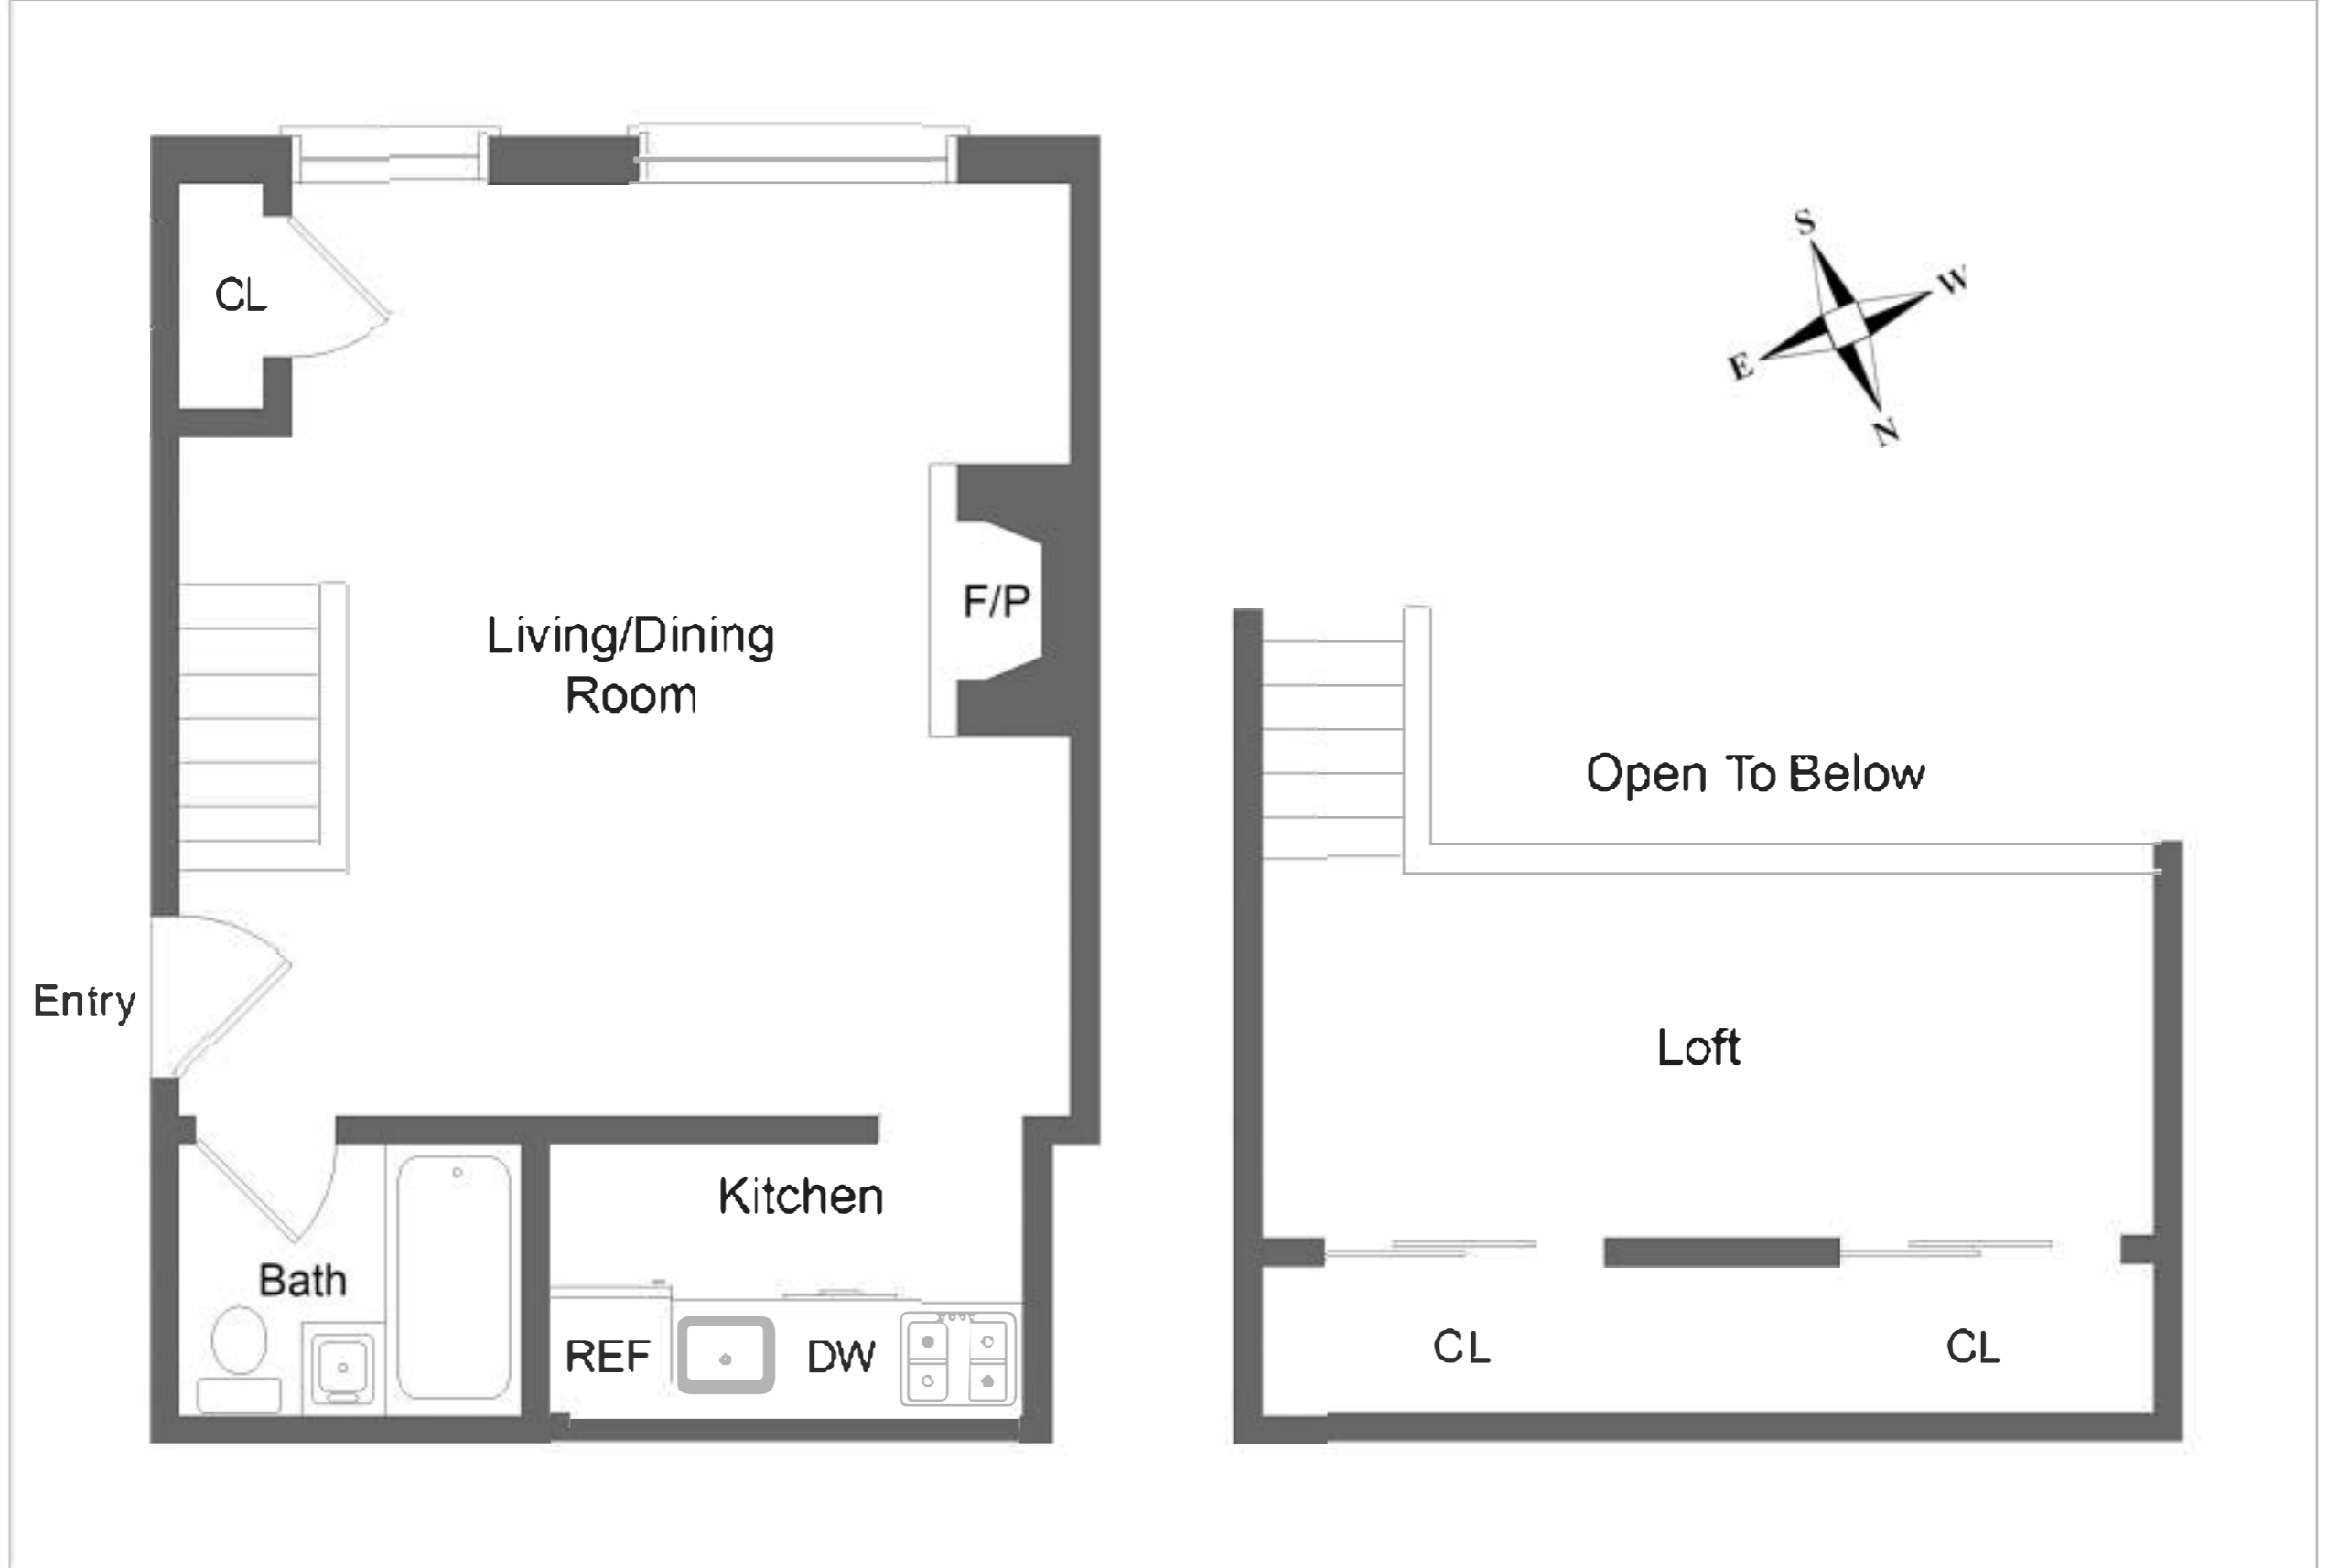 CL
Living/Dining
Room
F/P
Entry
Kitchen
Bath
REF
DW
S
W
E
N
Open To Below
Loft
CL
CL